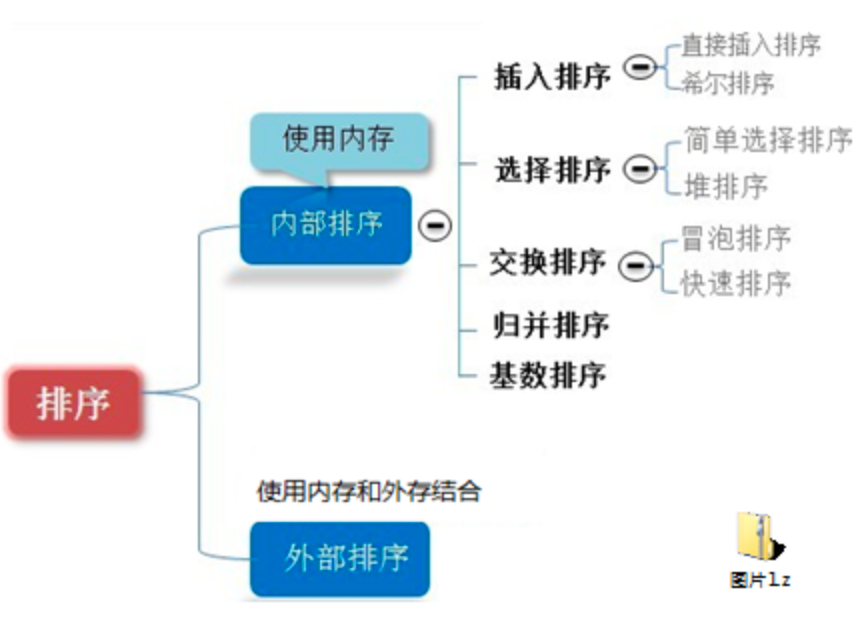 直接插入排序
插入排序
希尔排序
使用内存
简单选择排序
选择排序
堆排序
内部排序
冒泡排序
交换排序
快速排序
归并排序
基数排序
排序
使用内存和外存结合
外部排序
图片1z